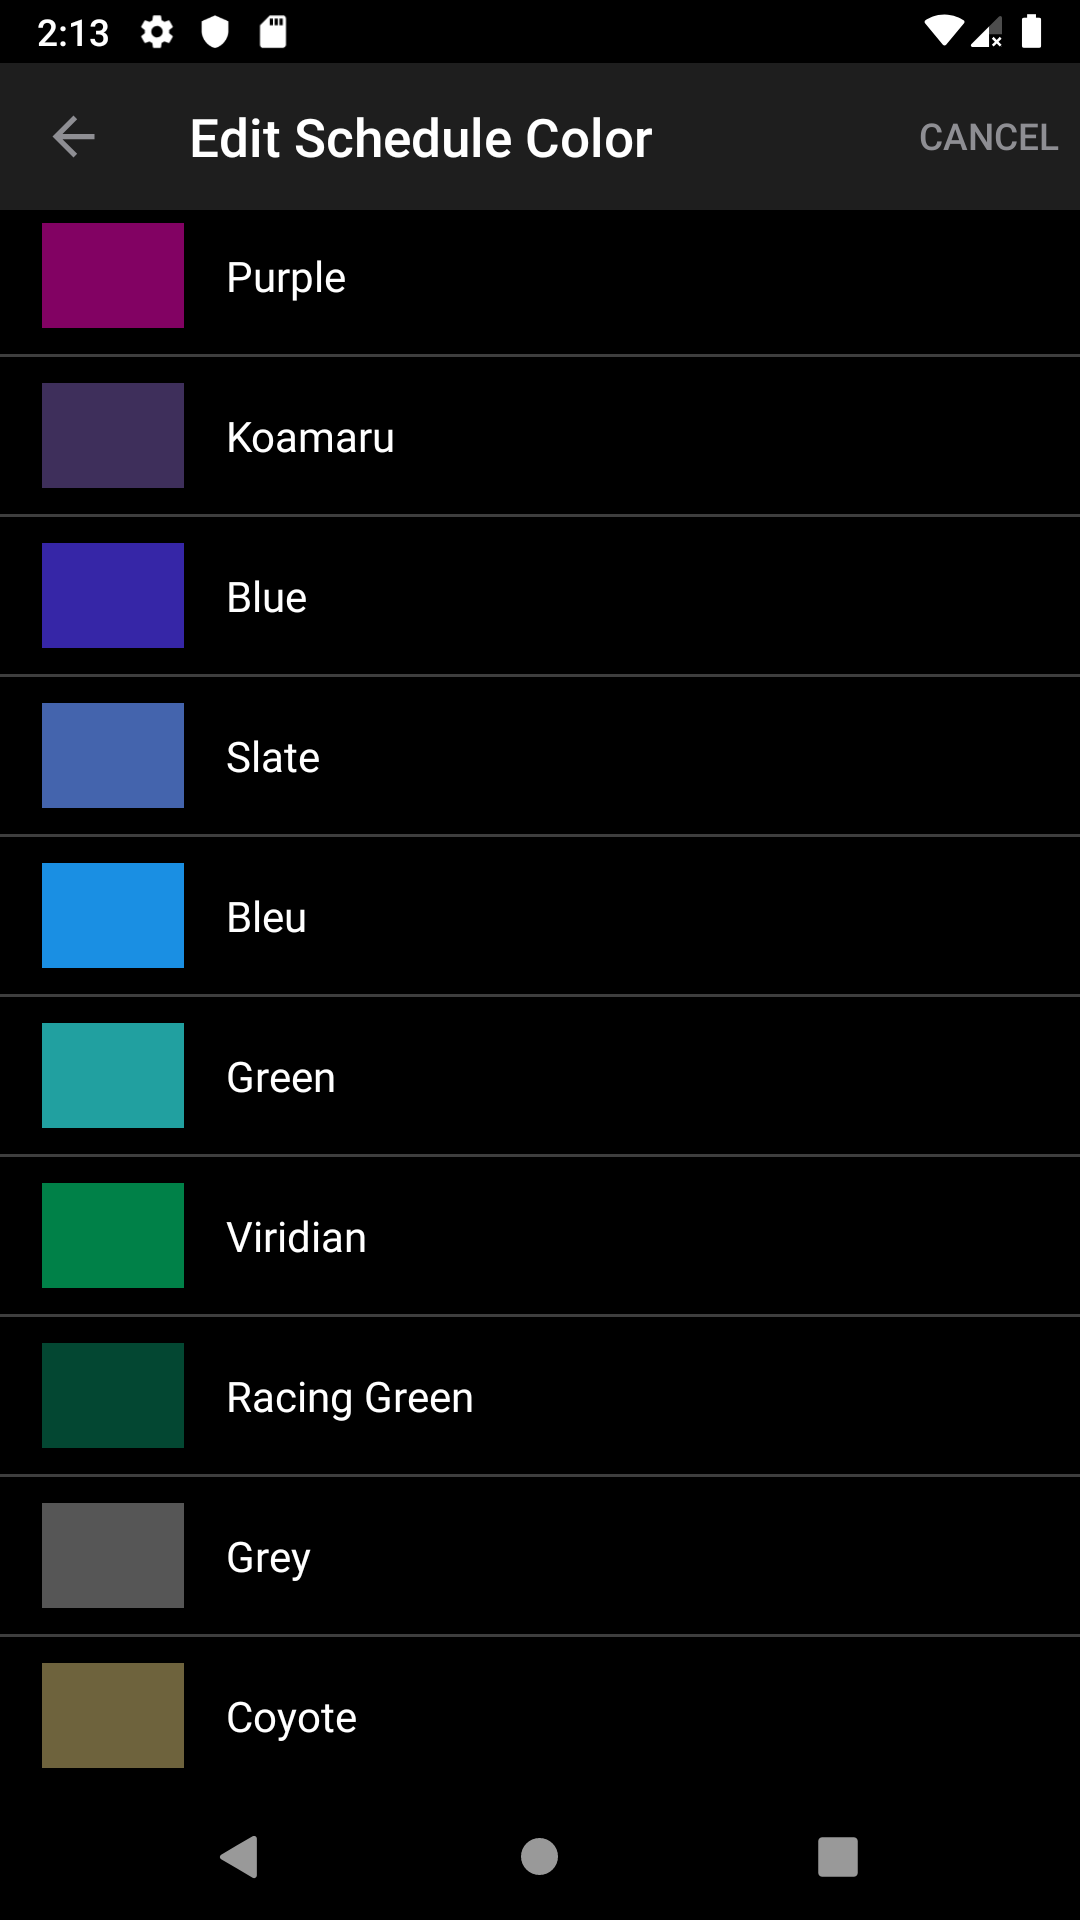 2:13
Edit Schedule Color
CANCEL
Purple
Koamaru
Blue
Slate
Bleu
Green
Viridian
Racing Green
Grey
Coyote